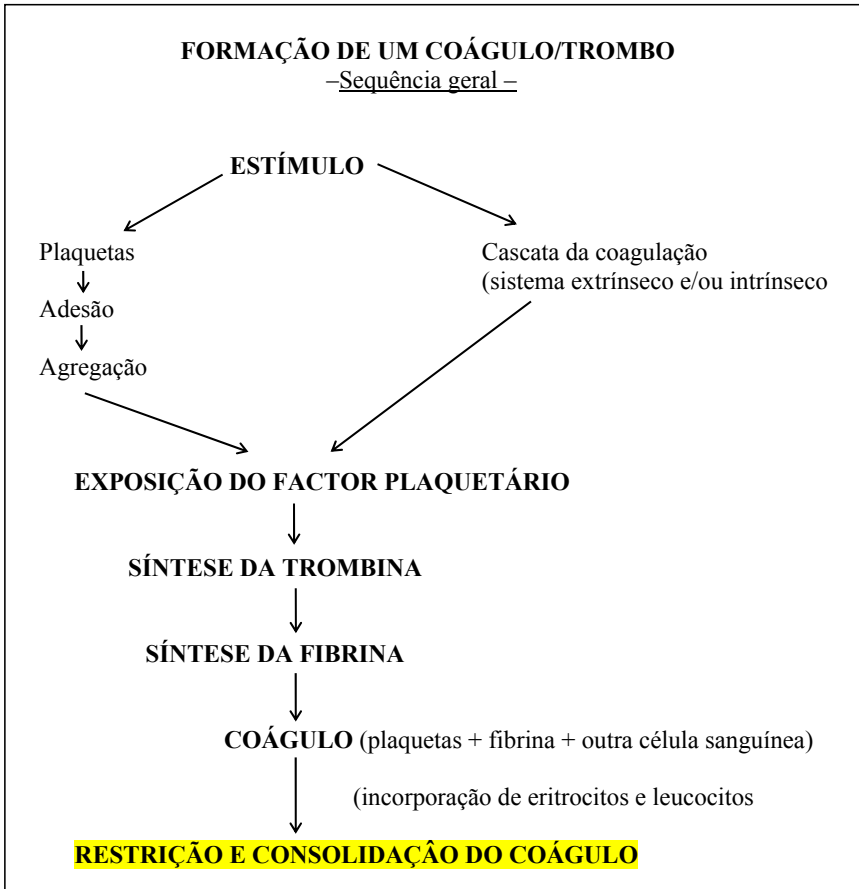 FORMAÇÃO DE UM COÁGULO/TROMBO
–Sequência geral –
ESTÍMULO
Plaquetas
Adesão
Agregação
Cascata da coagulação
(sistema extrínseco e/ou intrínseco
EXPOSIÇÃO DO FACTOR PLAQUETÁRIO
SÍNTESE DA TROMBINA
SÍNTESE DA FIBRINA
COÁGULO (plaquetas + fibrina + outra célula sanguínea)
(incorporação de eritrocitos e leucocitos
RESTRIÇÃO E CONSOLIDAÇÂO DO COÁGULO